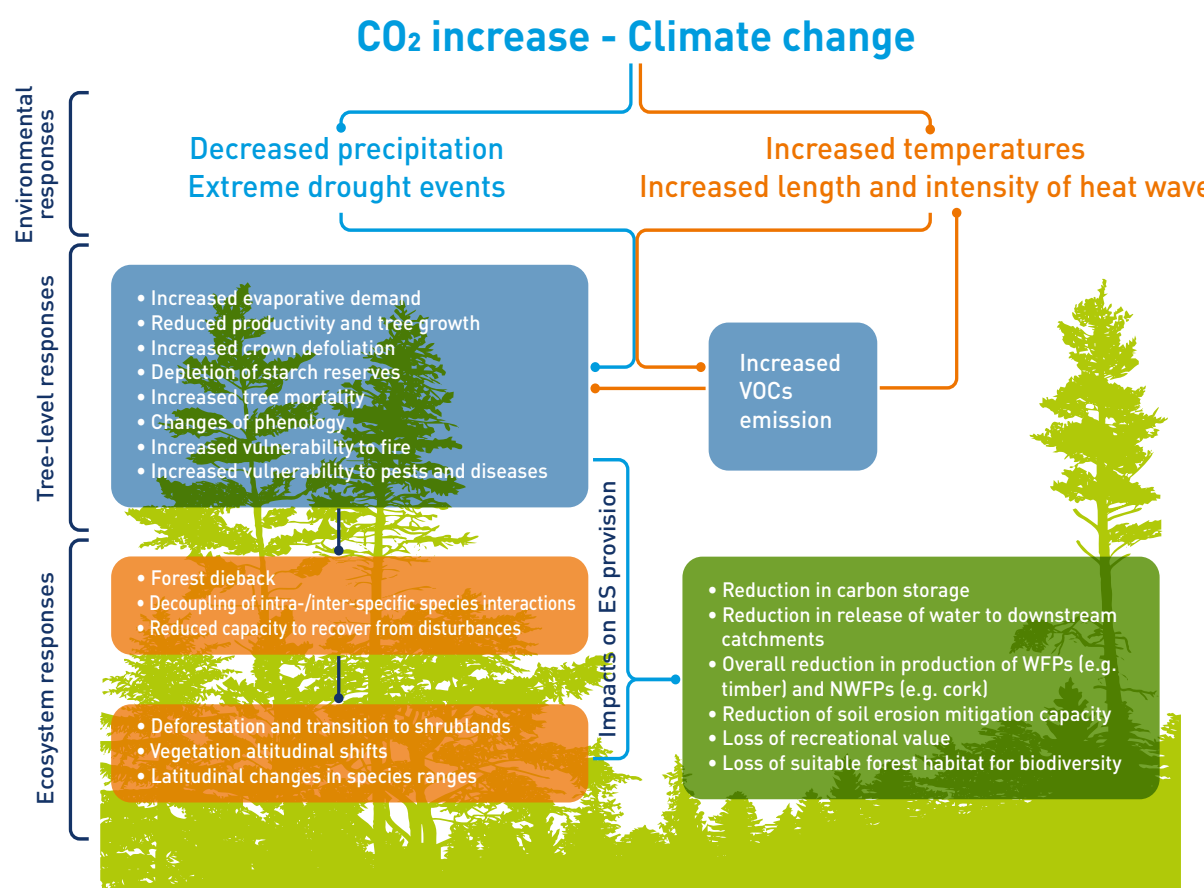 CO₂ increase - Climate change
Environmental
responses
Decreased precipitation
Extreme drought events
Increased temperatures
Increased length and intensity of heat wave
Tree-level responses
• Increased evaporative demand
• Reduced productivity and tree growth
• Increased crown defoliation
• Depletion of starch reserves
• Increased tree mortality
• Changes of phenology
• Increased vulnerability to fire
• Increased vulnerability to pests and diseases
Increased
VOCs
emission
Ecosystem responses
• Forest dieback
• Decoupling of intra-/inter-specific species interactions
• Reduced capacity to recover from disturbances
• Deforestation and transition to shrublands
• Vegetation altitudinal shifts
• Latitudinal changes in species ranges
Impacts on ES provision
• Reduction in carbon storage
• Reduction in release of water to downstream
catchments
• Overall reduction in production of WFPs (e.g.
timber) and NWFPs (e.g. cork)
• Reduction of soil erosion mitigation capacity
• Loss of recreational value
• Loss of suitable forest habitat for biodiversity